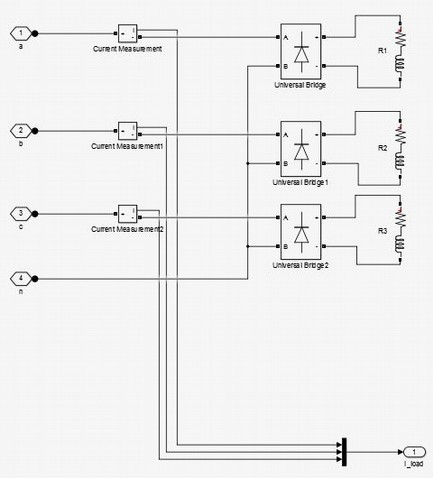 1
a
Current Measurement
i
+
-
A
B
+
-
Universal Bridge
R1
2
b
Current Measurement1
i
+
-
A
B
+
-
Universal Bridge1
R2
3
c
Current Measurement2
i
+
-
A
B
+
-
Universal Bridge2
R3
4
n
1
I_load